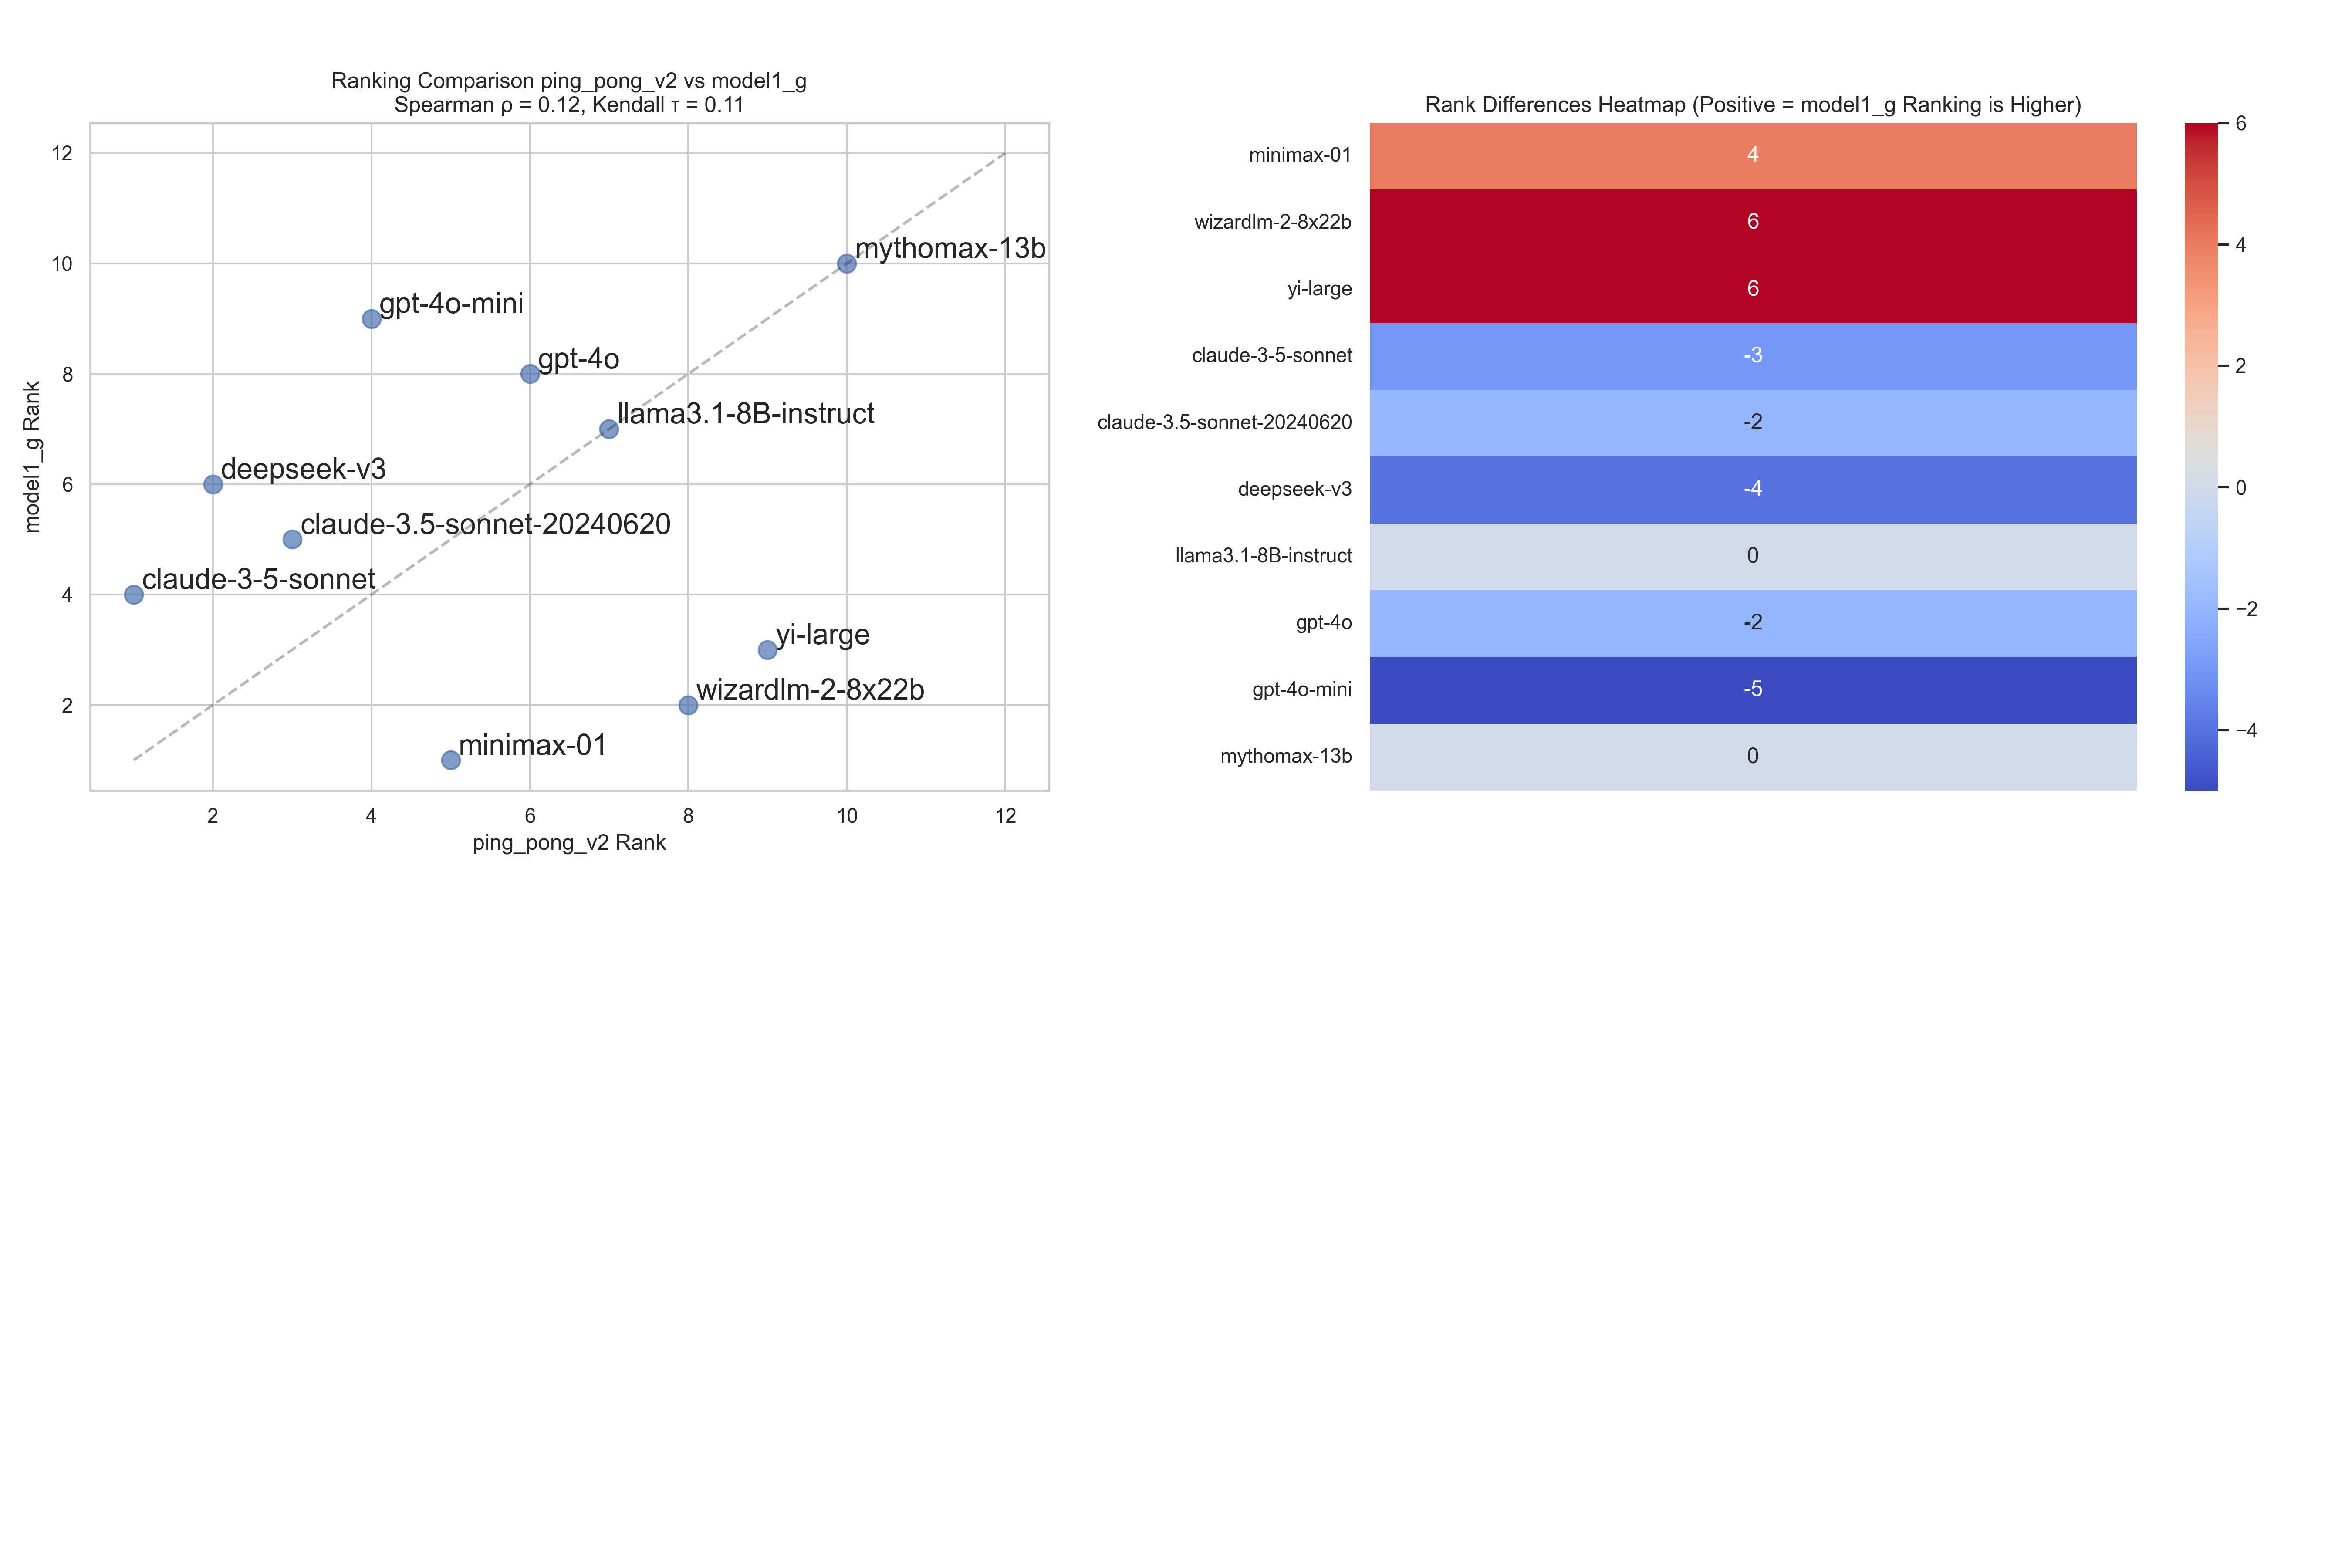 Ranking Comparison ping_pong_v2 vs model1_g
Spearman ρ = 0.12, Kendall τ = 0.11
12
10
8
6
4
2
model1_g Rank
mythomax-13b
gpt-4o-mini
gpt-4o
llama3.1-8B-instruct
deepseek-v3
claude-3.5-sonnet-20240620
claude-3-5-sonnet
yi-large
wizardlm-2-8x22b
minimax-01
2 4 6 8 10 12
ping_pong_v2 Rank
Rank Differences Heatmap (Positive = model1_g Ranking is Higher)
minimax-01 4
wizardlm-2-8x22b 6
yi-large 6
claude-3-5-sonnet -3
claude-3.5-sonnet-20240620 -2
deepseek-v3 -4
llama3.1-8B-instruct 0
gpt-4o -2
gpt-4o-mini -5
mythomax-13b 0
6
4
2
0
−2
−4